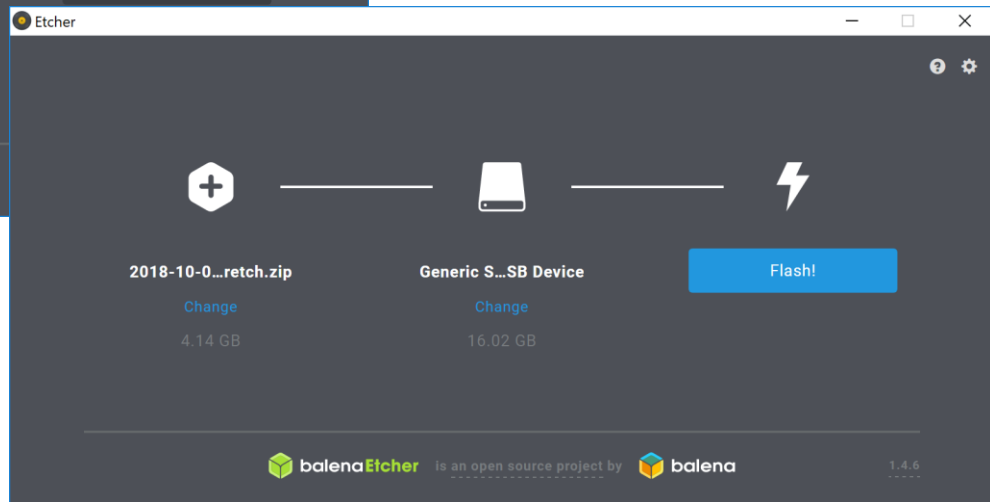 Etcher
2018-10-0...retch.zip
Generic S...SB Device
Flash!
Change
Change
4.14 GB
16.02 GB
balenaEtcher is an open source project by balena
1.4.6